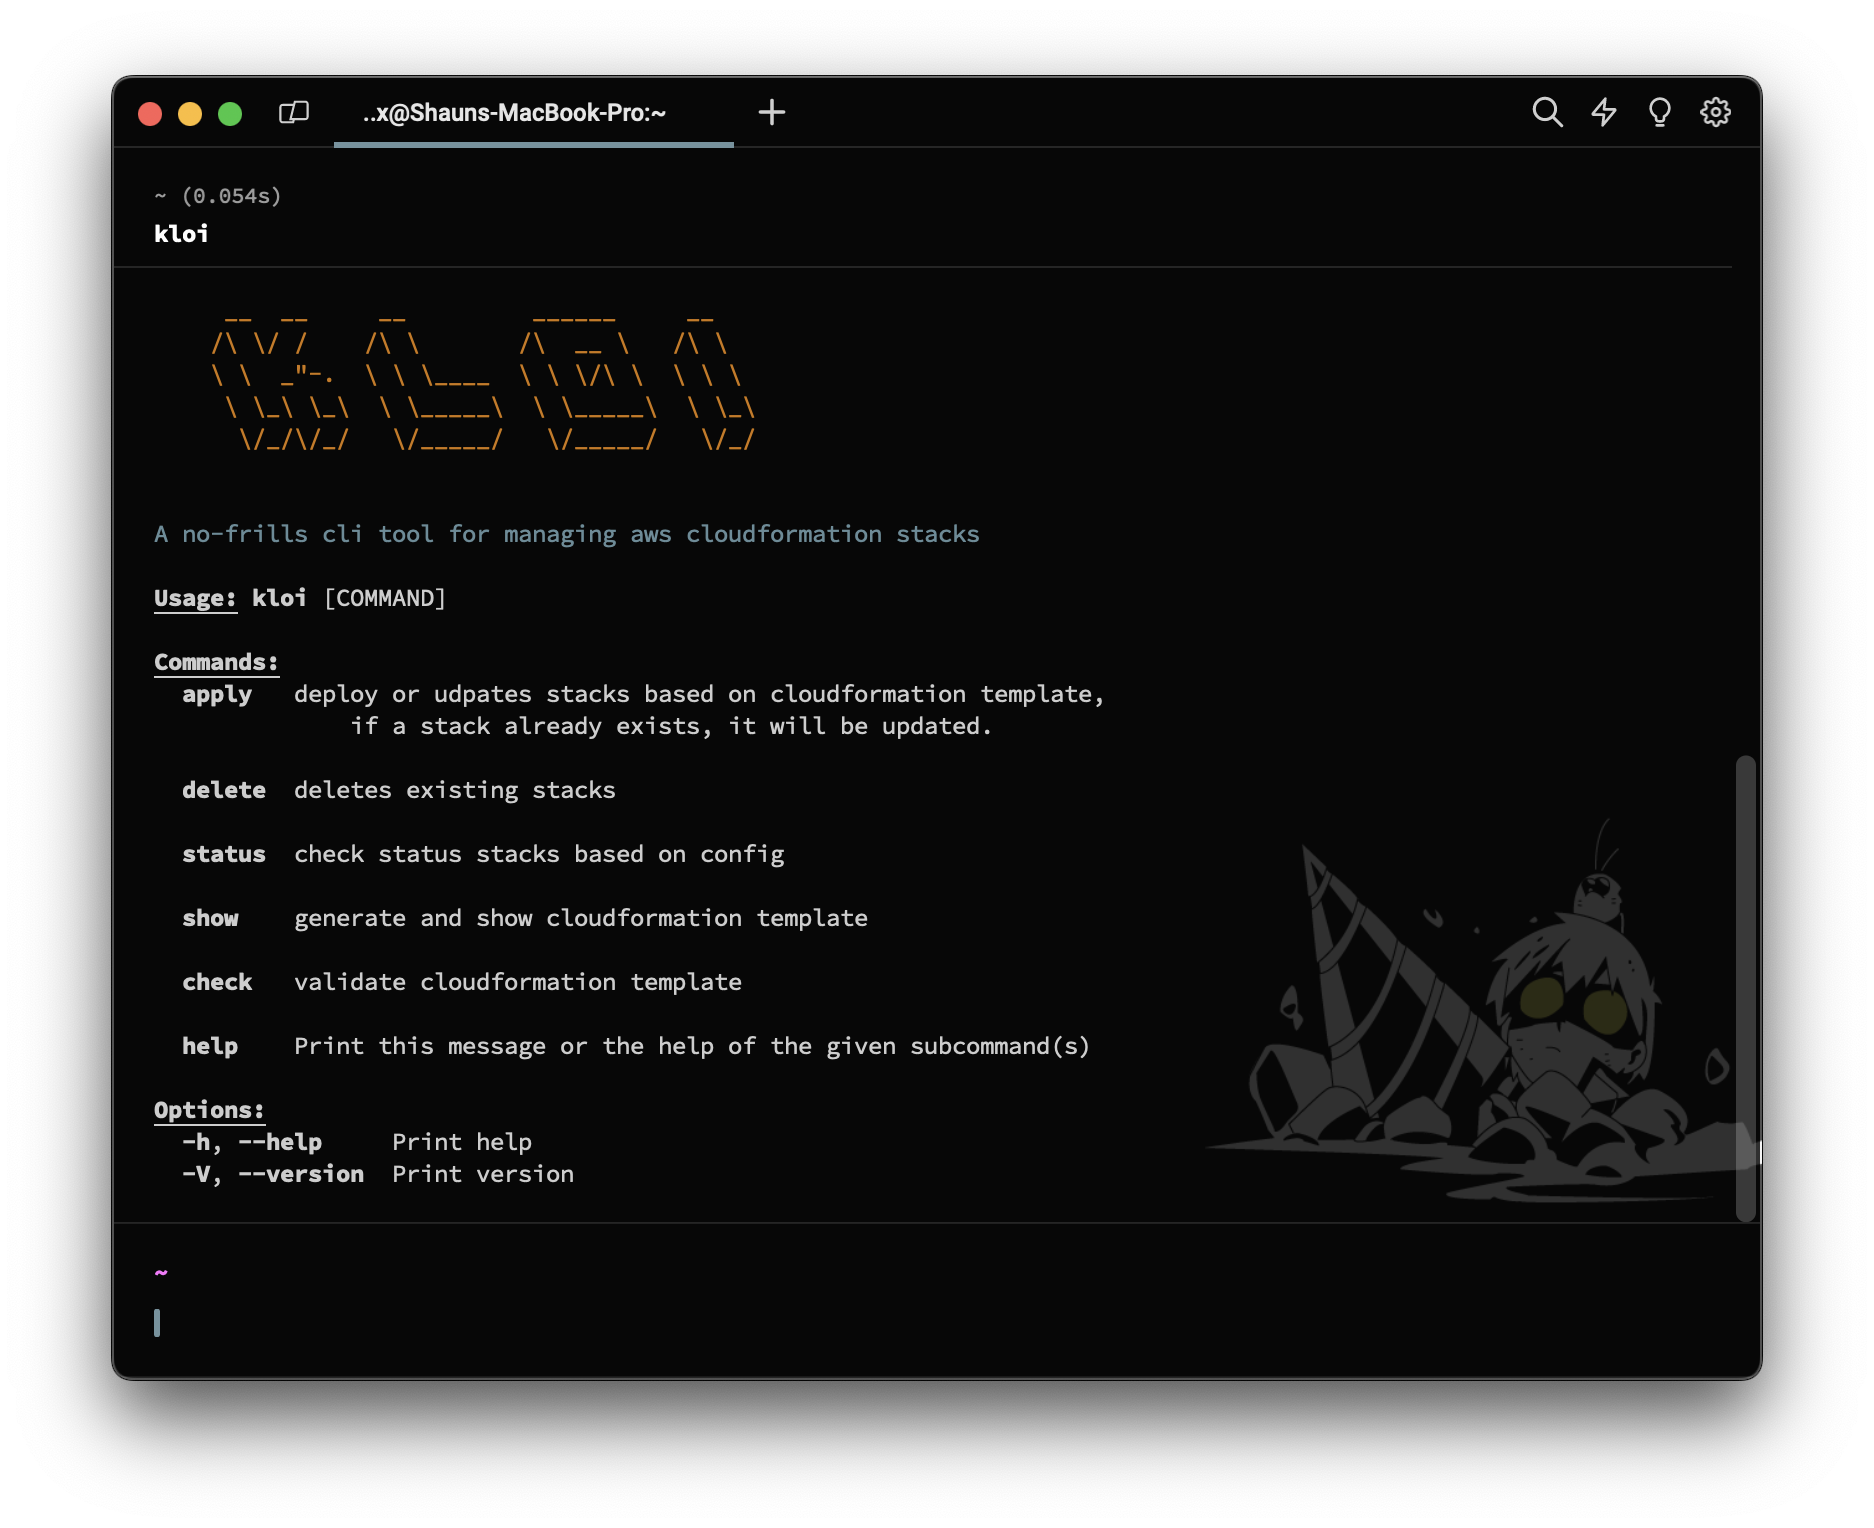 ..x@Shauns-MacBook-Pro:~
~ (0.054s)
kloi
   __  __     __         ______     __
  /\ \/ /    /\ \       /\  __ \   /\ \
  \ \  _"-.  \ \ \____  \ \ \/\ \  \ \ \
   \ \_\ \_\  \ \_____\  \ \_____\  \ \_\
    \/_/\/_/   \/_____/   \/_____/   \/_/
A no-frills cli tool for managing aws cloudformation stacks
Usage: kloi [COMMAND]
Commands:
  apply   deploy or udpates stacks based on cloudformation template,
              if a stack already exists, it will be updated.
  delete  deletes existing stacks
  status  check status stacks based on config
  show    generate and show cloudformation template
  check   validate cloudformation template
  help    Print this message or the help of the given subcommand(s)
Options:
  -h, --help     Print help
  -V, --version  Print version
~